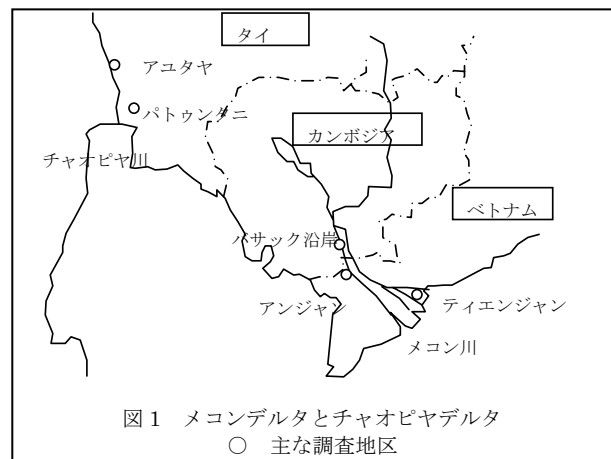 タイ
アユタヤ
パトゥンタニ
カンボジア
チャオピヤ川
ベトナム
バサック沿岸
アンジャン
ティエンジャン
メコン川
図 1 メコンデルタとチャオピヤデルタ
○ 主な調査地区